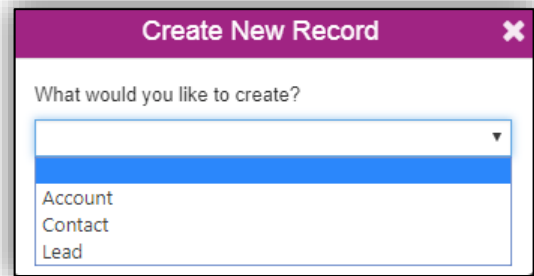 Create New Record
What would you like to create?
Account
Contact
Lead